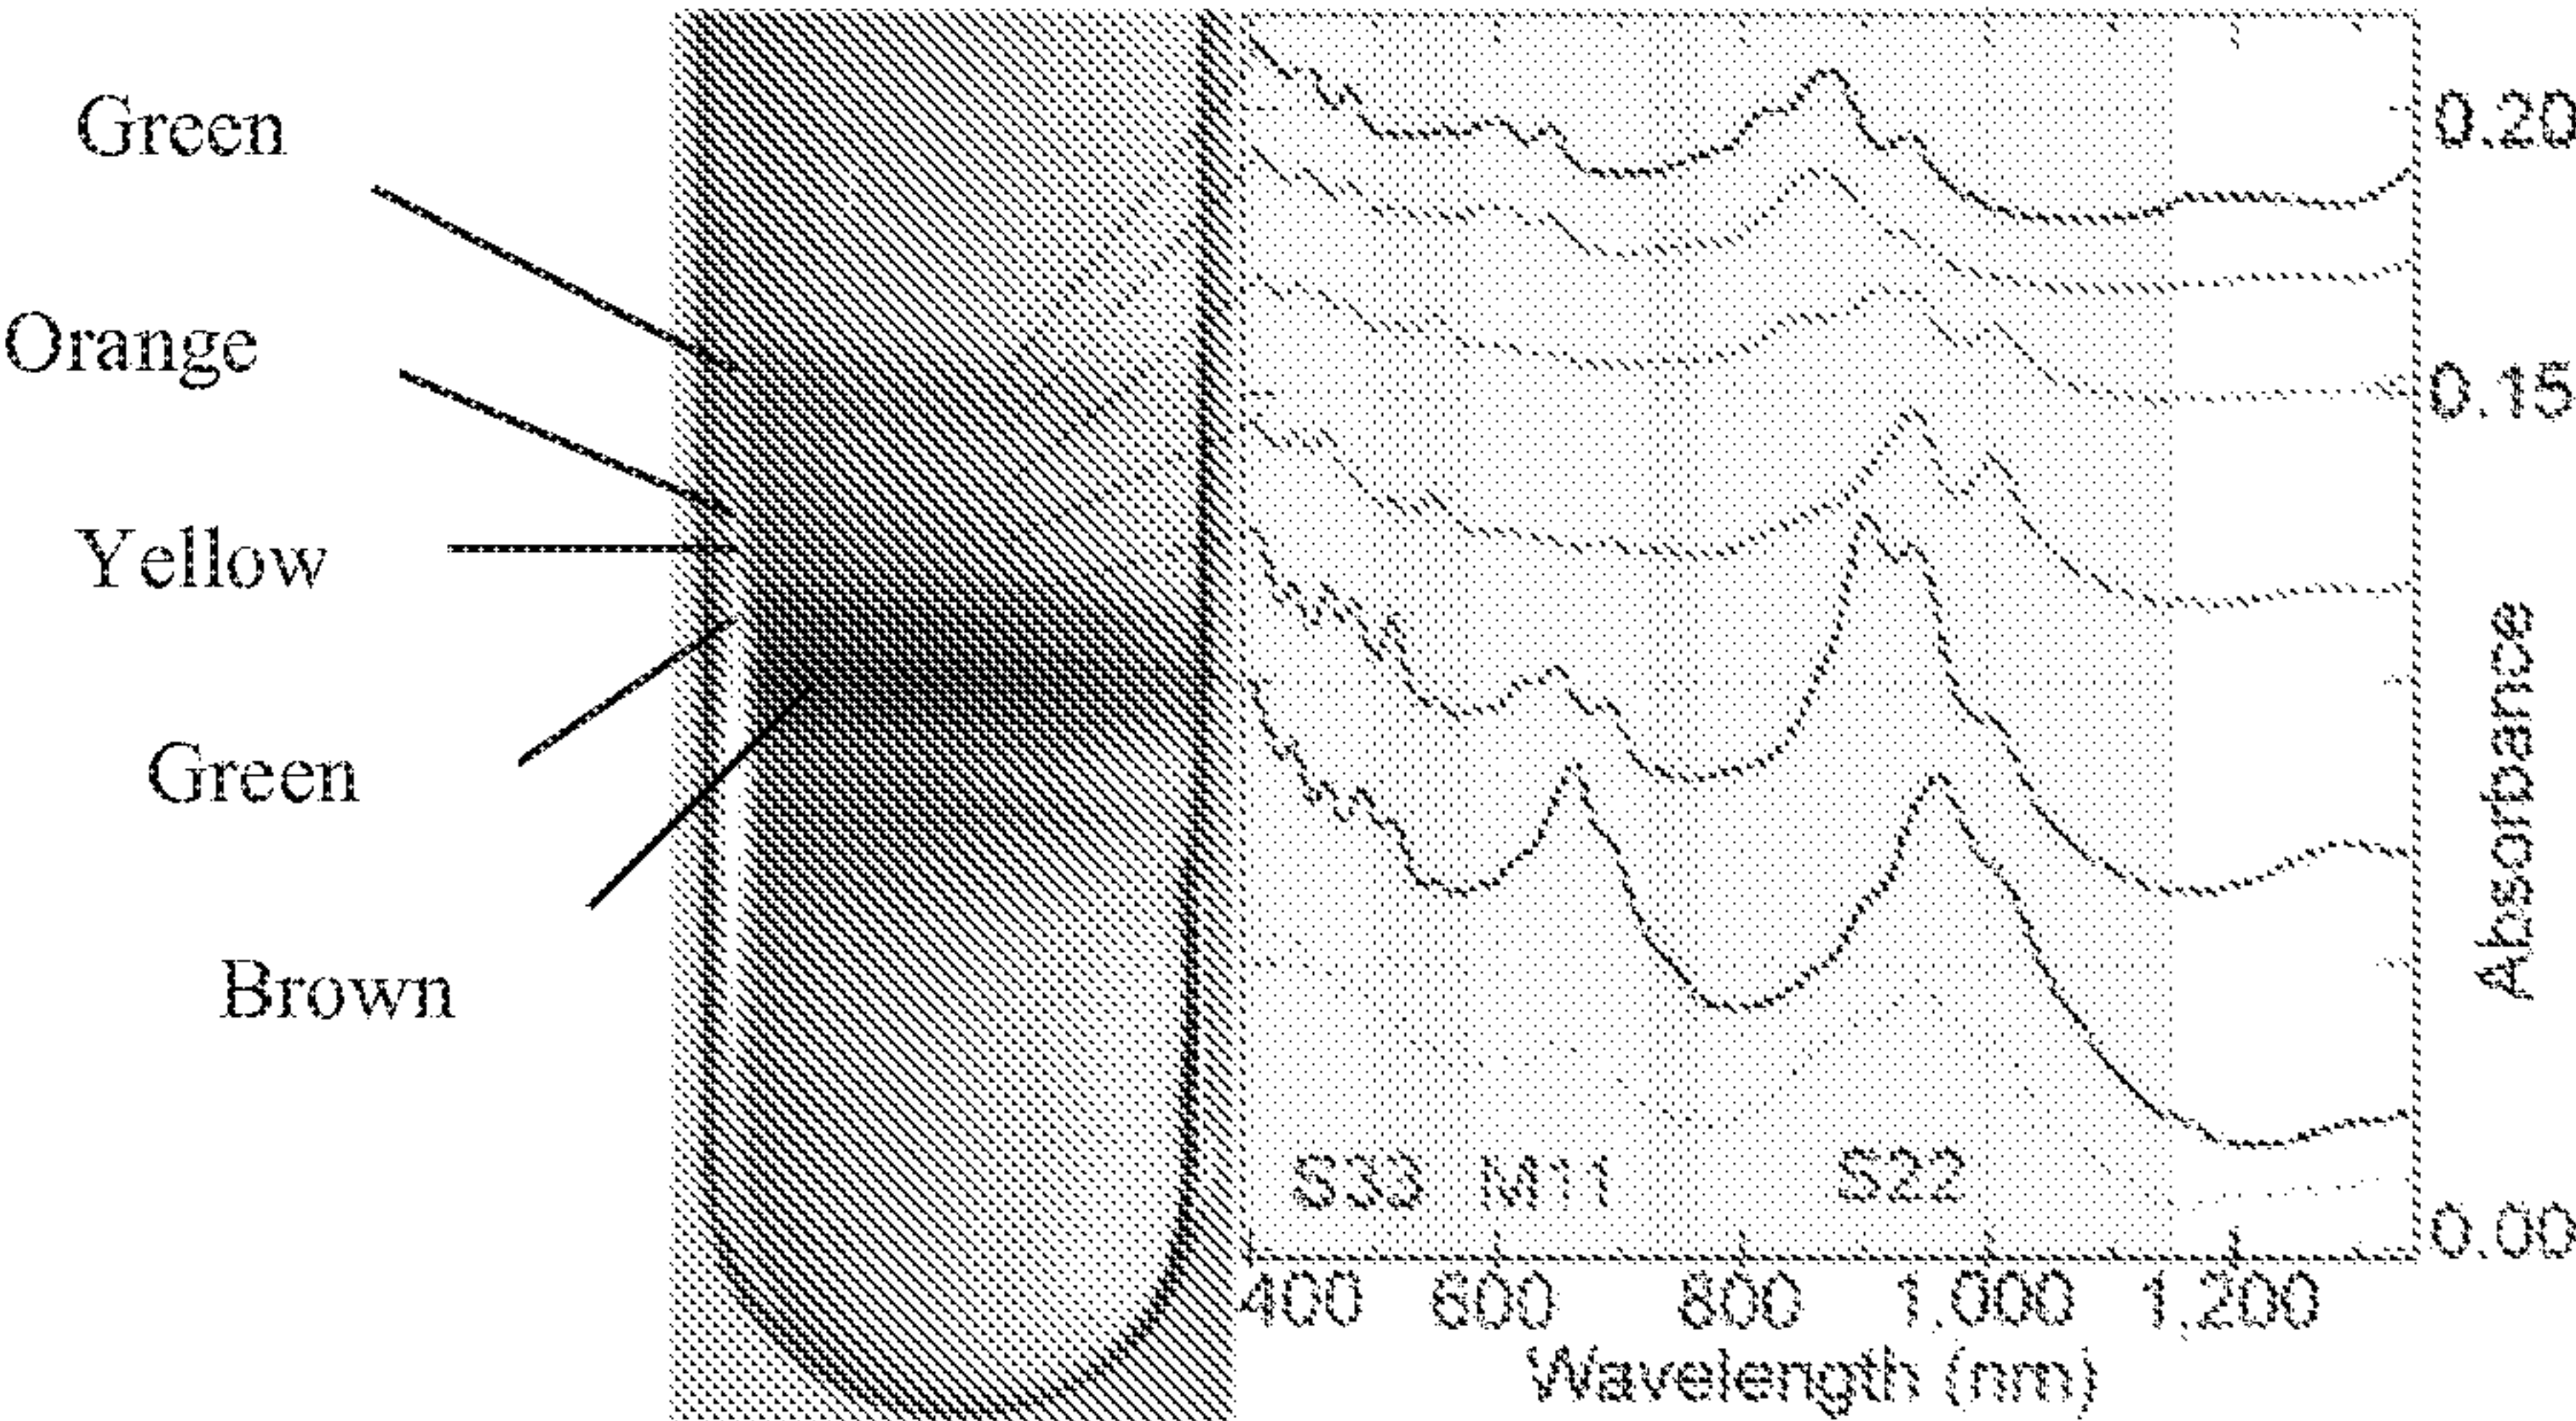 Green
Orange
Yellow
Green
Brown
0.20
0.15
Absorbance
0.00
S33 M11 S22
400 600 800 1,000 1,200
Wavelength (nm)